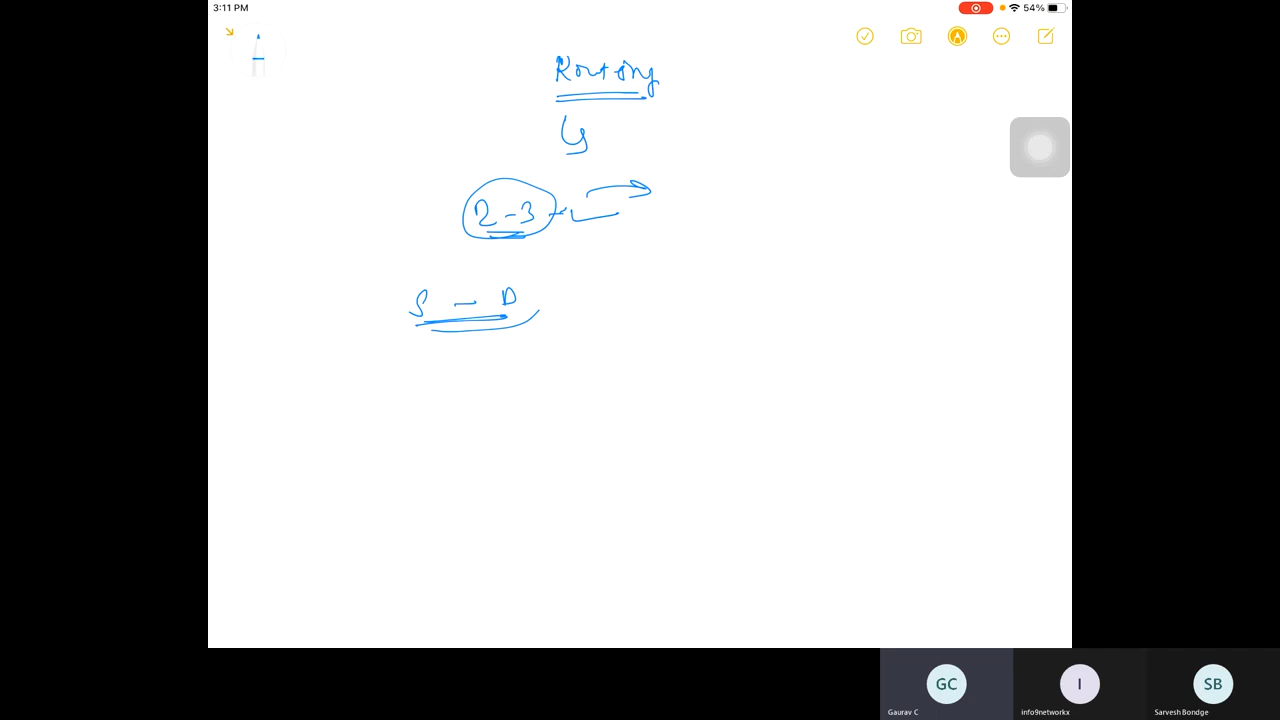 3:11 PM 54%
Routing
2-3
S - D
GC I SB
Gaurav C info9networkx Sarvesh Bondge